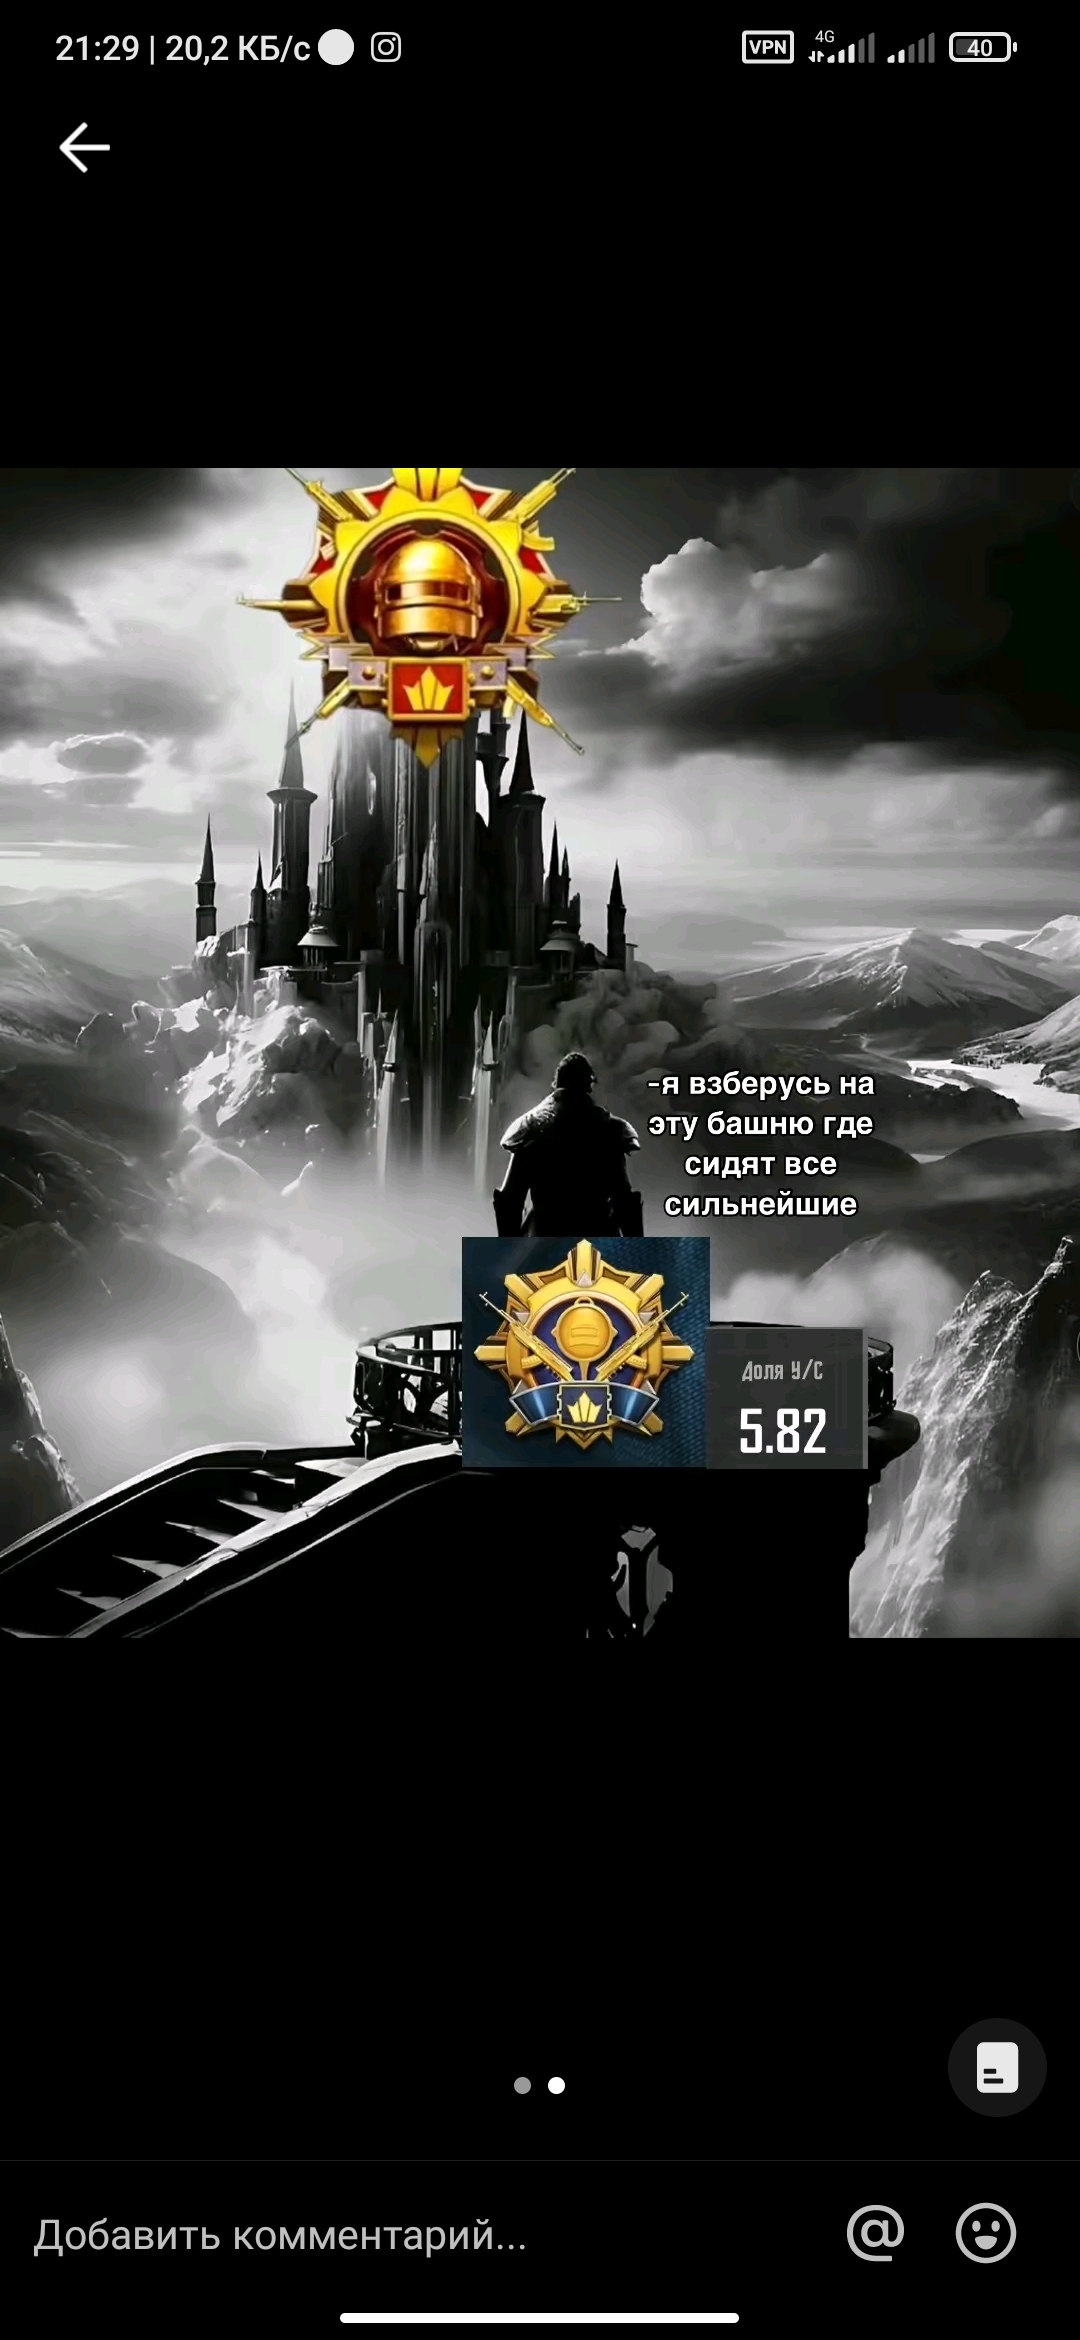 21:29 | 20,2 КБ/с
VPN 4G 40
-я взберусь на
эту башню где
сидят все
сильнейшие
Доля У/С
5.82
Добавить комментарий...